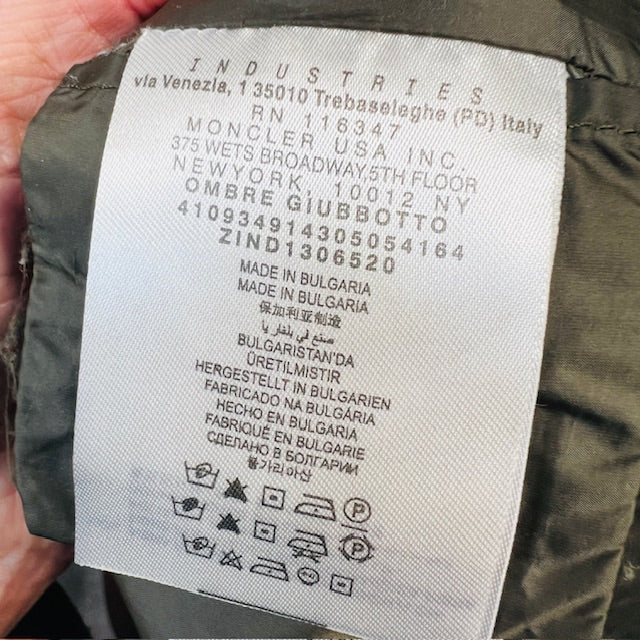 INDUSTRIES
via Venezia, 1 35010 Trebaseleghe (PD) Italy
RN 116347
MONCLER USA INC.
375 WETS BROADWAY,5TH FLOOR
NEWYORK, 10012 NY
OMBRE GIUBBOTTO
410934914305054164
ZIND1306520
MADE IN BULGARIA
MADE IN BULGARIA
保加利亚制造
صنع في بلغار يا
BULGARISTAN'DA
ÜRETILMISTIR
HERGESTELLT IN BULGARIEN
FABRICADO NA BULGÁRIA
HECHO EN BULGARIA
FABRIQUÉ EN BULGARIE
СДЕЛАНО В БОЛГАРИИ
불가리아산
P
P